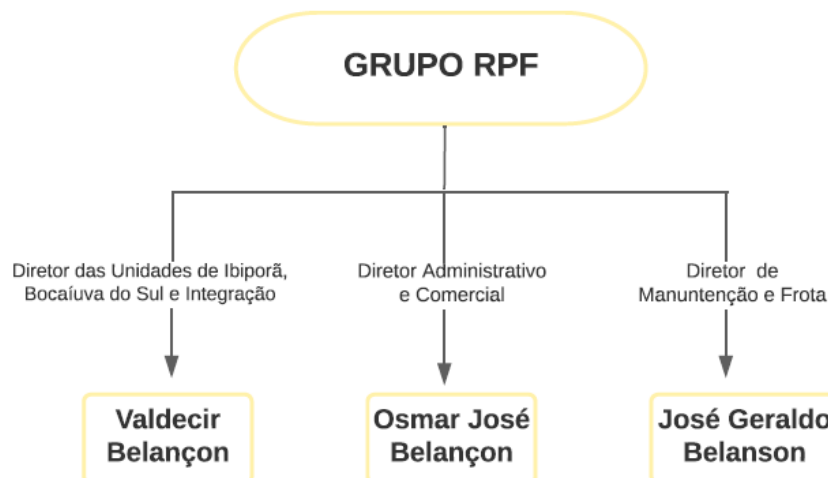 GRUPO RPF
Diretor das Unidades de Ibiporã,
Bocaíuva do Sul e Integração
Diretor Administrativo
e Comercial
Diretor de
Manuntenção e Frota
Valdecir
Belançon
Osmar José
Belançon
José Geraldo
Belanson